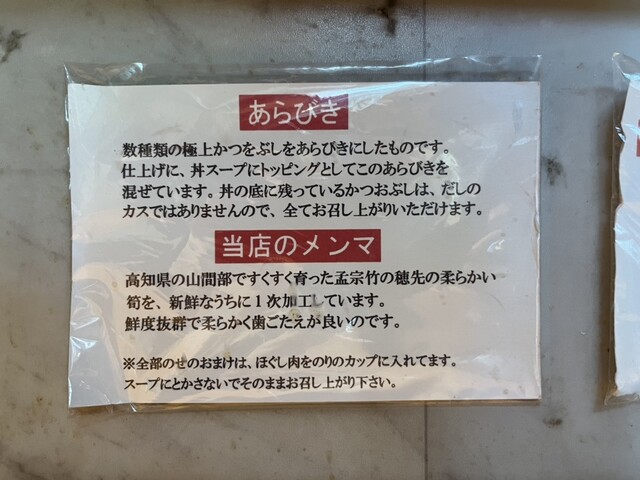 あらびき
数種類の極上かつをぶしをあらびきにしたものです。
仕上げに、丼スープにトッピングとしてこのあらびきを
混ぜています。丼の底に残っているかつおぶしは、だしの
カスではありませんので、全てお召し上がりいただけます。
当店のメンマ
高知県の山間部ですくすく育った孟宗竹の穂先の柔らかい
筍を、新鮮なうちに1次加工しています。
鮮度抜群で柔らかく歯ごたえが良いのです。
※全部のせのおまけは、ほぐし肉をのりのカップに入れてます。
スープにとかさないでそのままお召し上がり下さい。